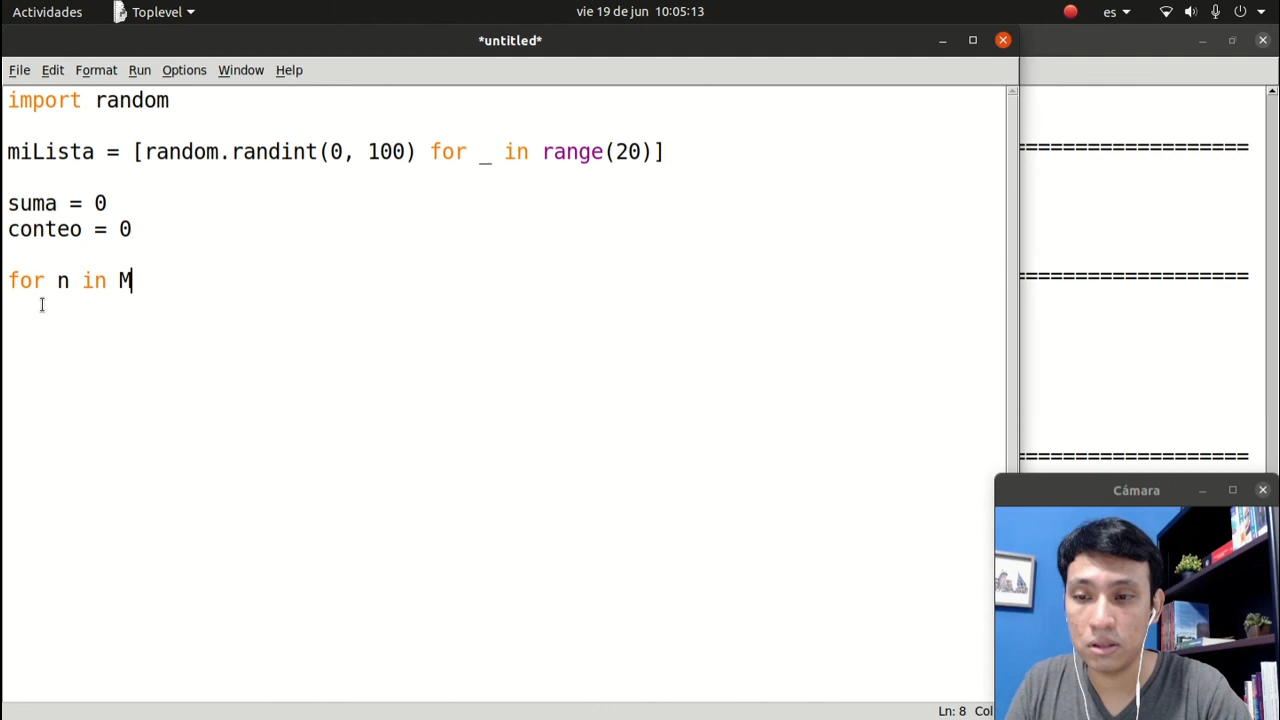 Actividades Toplevel vie 19 de jun 10:05:13 es
*untitled*
File Edit Format Run Options Window Help
import random
miLista = [random.randint(0, 100) for _ in range(20)]
===================
suma = 0
conteo = 0
for n in M
===================
===================
Cámara
Ln: 8 Col